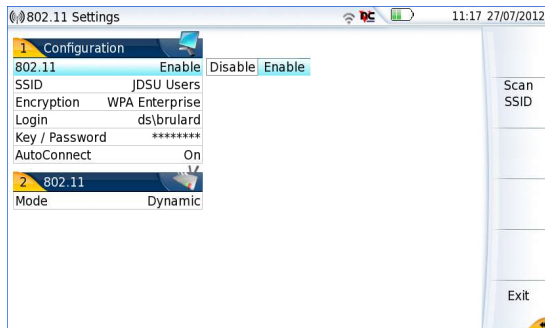 802.11 Settings 11:17 27/07/2012
1 Configuration
802.11 Enable Disable Enable
SSID JDSU Users
Encryption WPA Enterprise
Login ds\brulard
Key / Password ********
AutoConnect On
2 802.11
Mode Dynamic
Scan
SSID
Exit